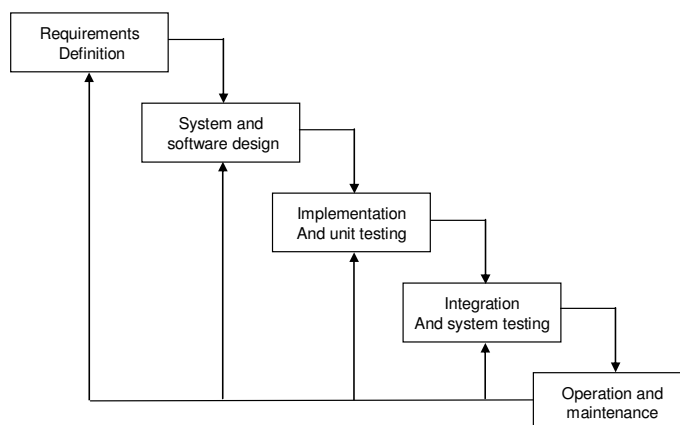 Requirements
Definition
System and
software design
Implementation
And unit testing
Integration
And system testing
Operation and
maintenance